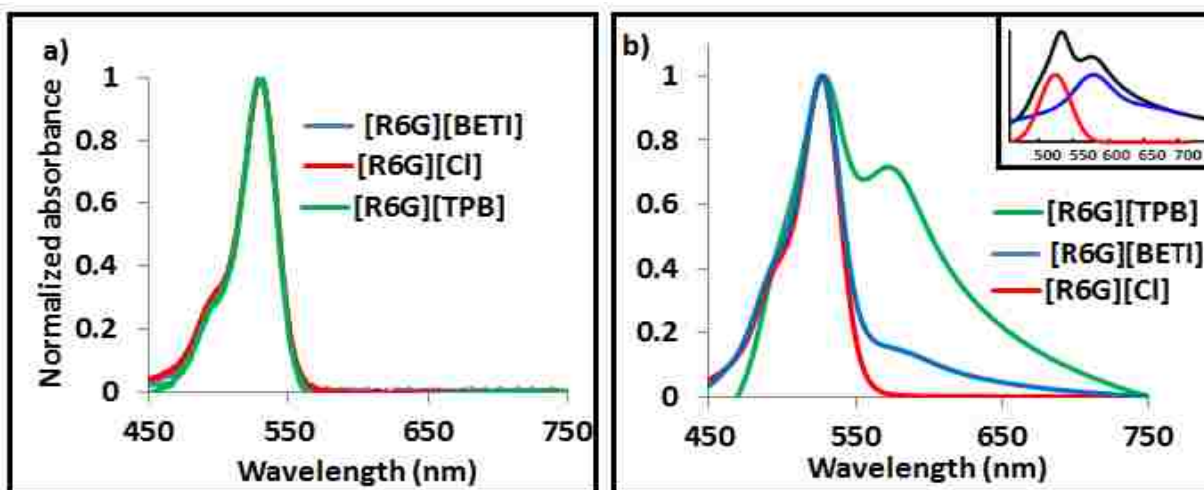 a)
Normalized absorbance
1
0.8
0.6
0.4
0.2
0
[R6G][BETI]
[R6G][Cl]
[R6G][TPB]
450 550 650 750
Wavelength (nm)
b)
1
0.8
0.6
0.4
0.2
0
500 550 600 650 700
[R6G][TPB]
[R6G][BETI]
[R6G][Cl]
450 550 650 750
Wavelength (nm)